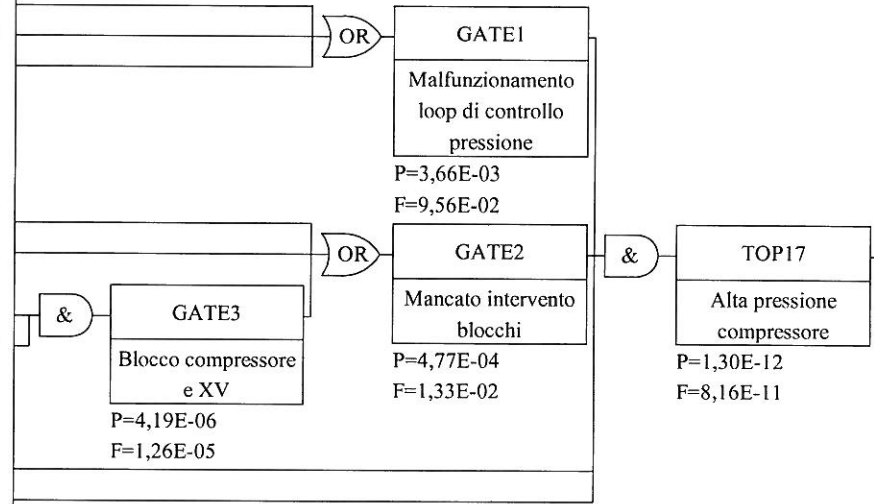 OR
GATE1
Malfunzionamento
loop di controllo
pressione
P=3,66E-03
F=9,56E-02
OR
GATE2
Mancato intervento
blocchi
P=4,77E-04
F=1,33E-02
&
TOP17
Alta pressione
compressore
P=1,30E-12
F=8,16E-11
&
GATE3
Blocco compressore
e XV
P=4,19E-06
F=1,26E-05